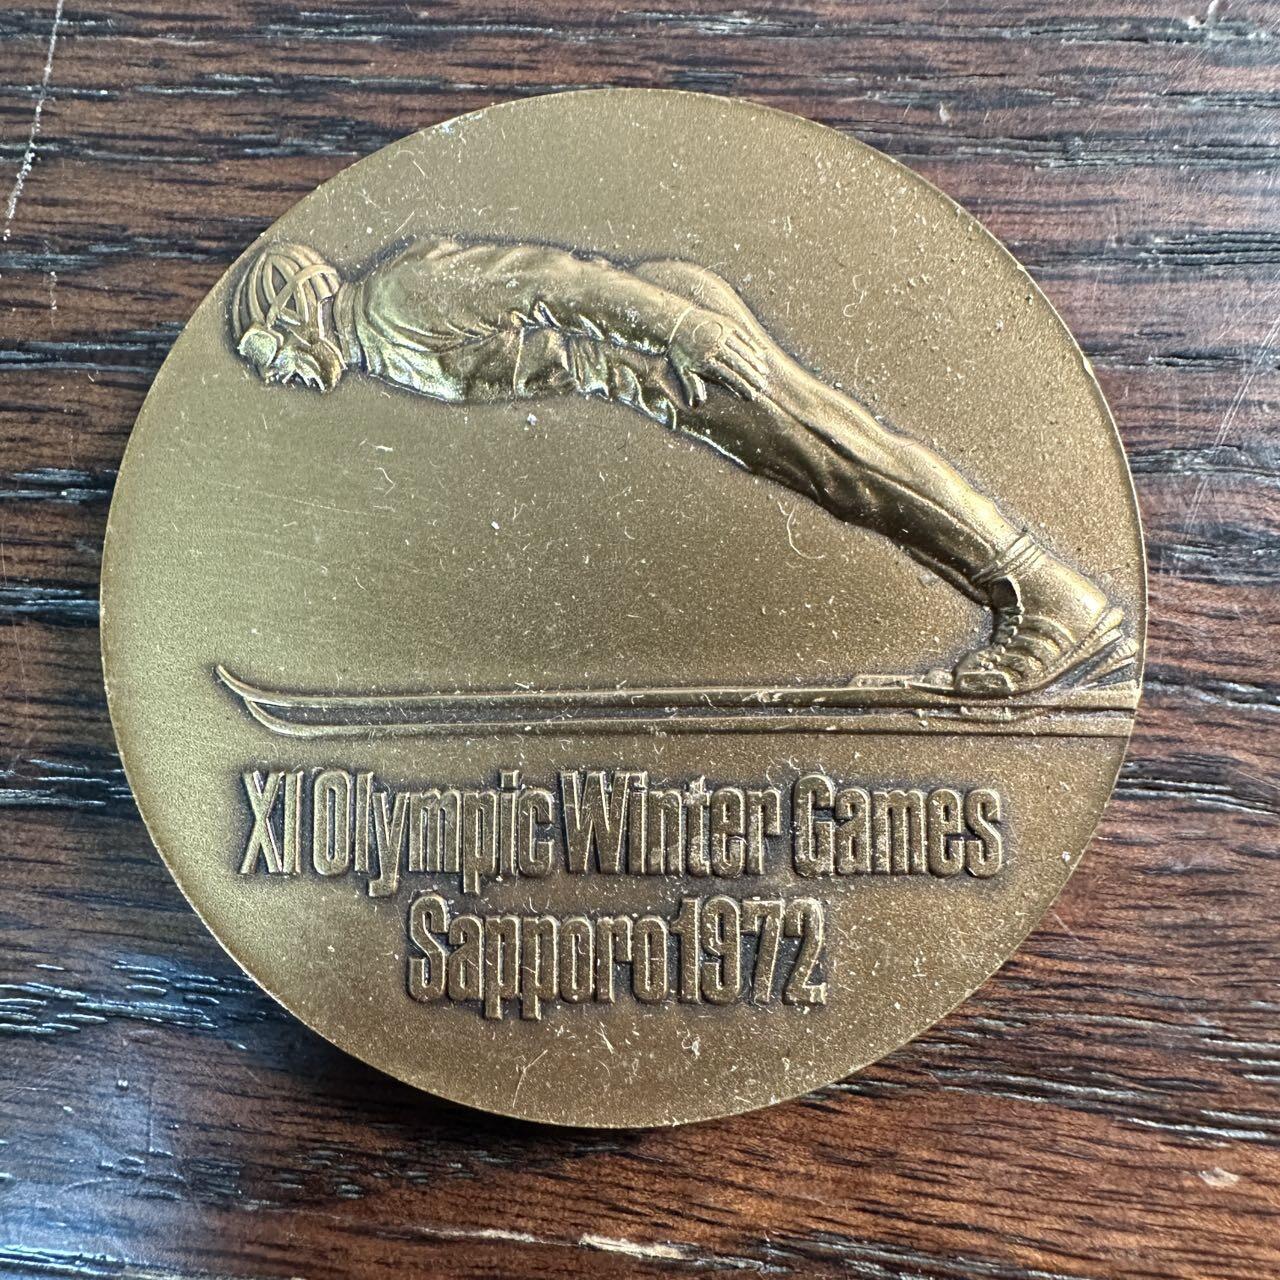 XI Olympic Winter Games
Sapporo 1972